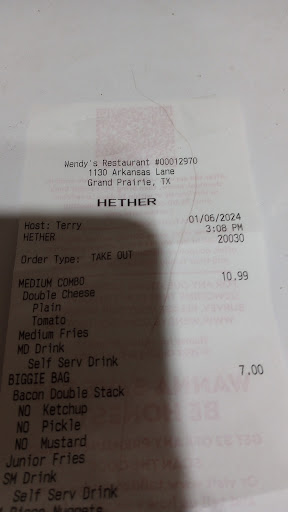 Wendy's Restaurant #00012970
1130 Arkansas Lane
Grand Prairie, TX
HETHER
Host: Terry 01/06/2024
HETHER 3:08 PM
20030
Order Type: TAKE OUT
MEDIUM COMBO 10.99
Double Cheese
Plain
Tomato
Medium Fries
MD Drink
Self Serv Drink
BIGGIE BAG 7.00
Bacon Double Stack
NO Ketchup
NO Pickle
NO Mustard
Junior Fries
SM Drink
Self Serv Drink
Nuggets